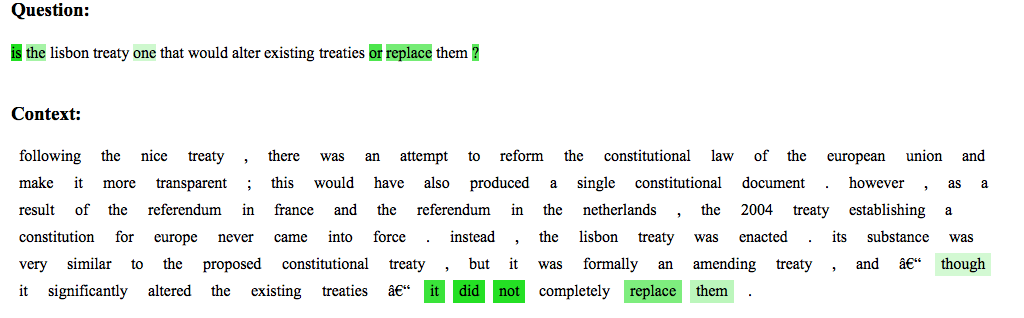 Question:
is the lisbon treaty one that would alter existing treaties or replace them ?
Context:
following the nice treaty , there was an attempt to reform the constitutional law of the european union and
make it more transparent ; this would have also produced a single constitutional document . however , as a
result of the referendum in france and the referendum in the netherlands , the 2004 treaty establishing a
constitution for europe never came into force . instead , the lisbon treaty was enacted . its substance was
very similar to the proposed constitutional treaty , but it was formally an amending treaty , and â€“ though
it significantly altered the existing treaties â€“ it did not completely replace them .